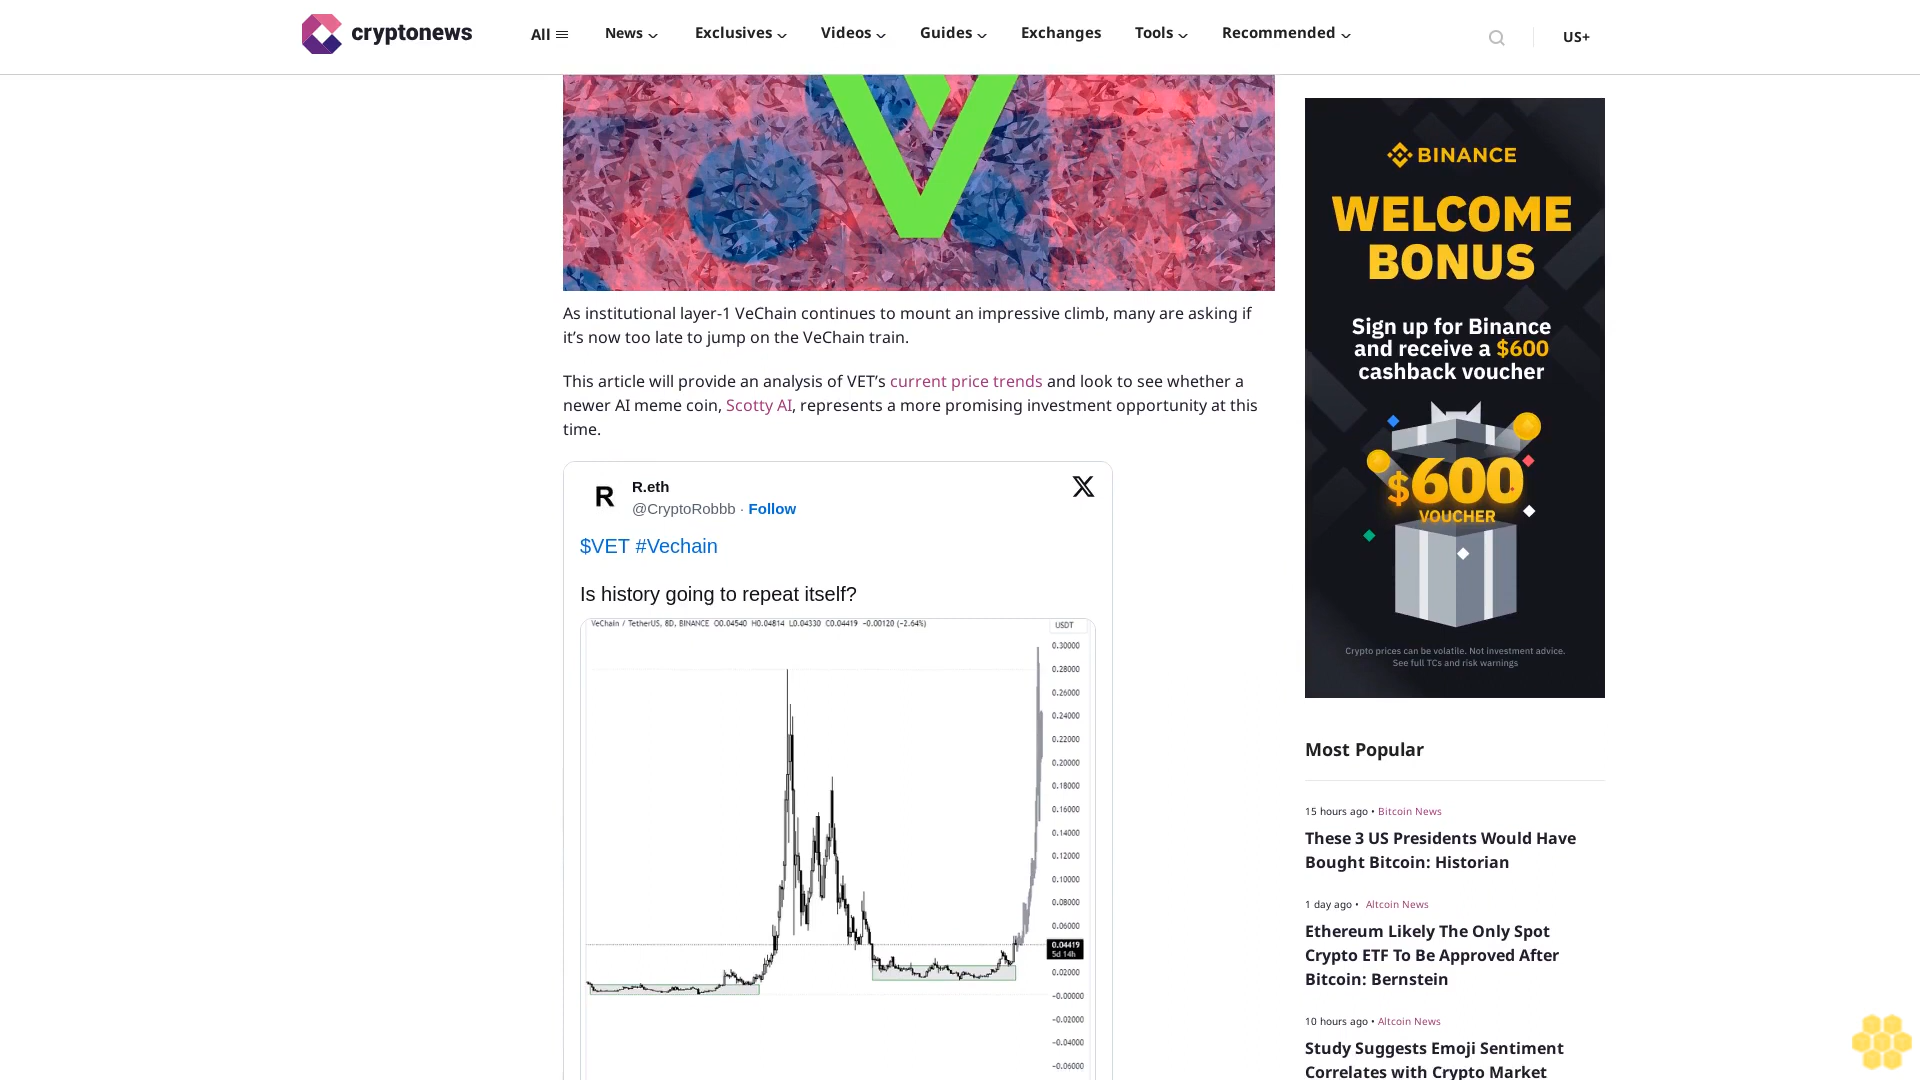 cryptonews
All
News
Exclusives
Videos
Guides
Exchanges
Tools
Recommended
US+
As institutional layer-1 VeChain continues to mount an impressive climb, many are asking if
it’s now too late to jump on the VeChain train.
This article will provide an analysis of VET’s current price trends and look to see whether a
newer AI meme coin, Scotty AI, represents a more promising investment opportunity at this
time.
R
R.eth
@CryptoRobbb · Follow
$VET #Vechain
Is history going to repeat itself?
VeChain / TetherUS, 8D, BINANCE O0.04540 H0.04814 L0.04330 C0.04419 −0.00120 (−2.64%)
USDT
0.30000
0.28000
0.26000
0.24000
0.22000
0.20000
0.18000
0.16000
0.14000
0.12000
0.10000
0.08000
0.06000
0.04419
5d 14h
0.02000
−0.00000
−0.02000
−0.04000
−0.06000
BINANCE
WELCOME
BONUS
Sign up for Binance
and receive a $600
cashback voucher
$600
VOUCHER
Crypto prices can be volatile. Not investment advice.
See full TCs and risk warnings
Most Popular
15 hours ago • Bitcoin News
These 3 US Presidents Would Have
Bought Bitcoin: Historian
1 day ago • Altcoin News
Ethereum Likely The Only Spot
Crypto ETF To Be Approved After
Bitcoin: Bernstein
10 hours ago • Altcoin News
Study Suggests Emoji Sentiment
Correlates with Crypto Market